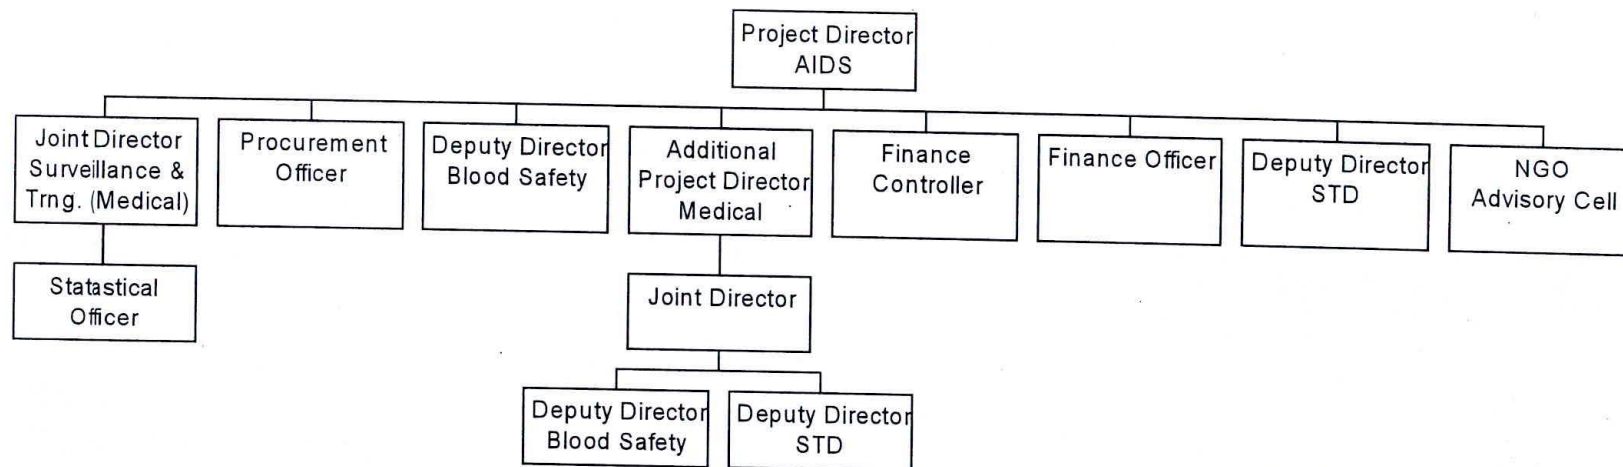 Project Director
AIDS
Joint Director
Surveillance &
Trng. (Medical)
Procurement
Officer
Deputy Director
Blood Safety
Additional
Project Director
Medical
Finance
Controller
Finance Officer
Deputy Director
STD
NGO
Advisory Cell
Statastical
Officer
Joint Director
Deputy Director
Blood Safety
Deputy Director
STD